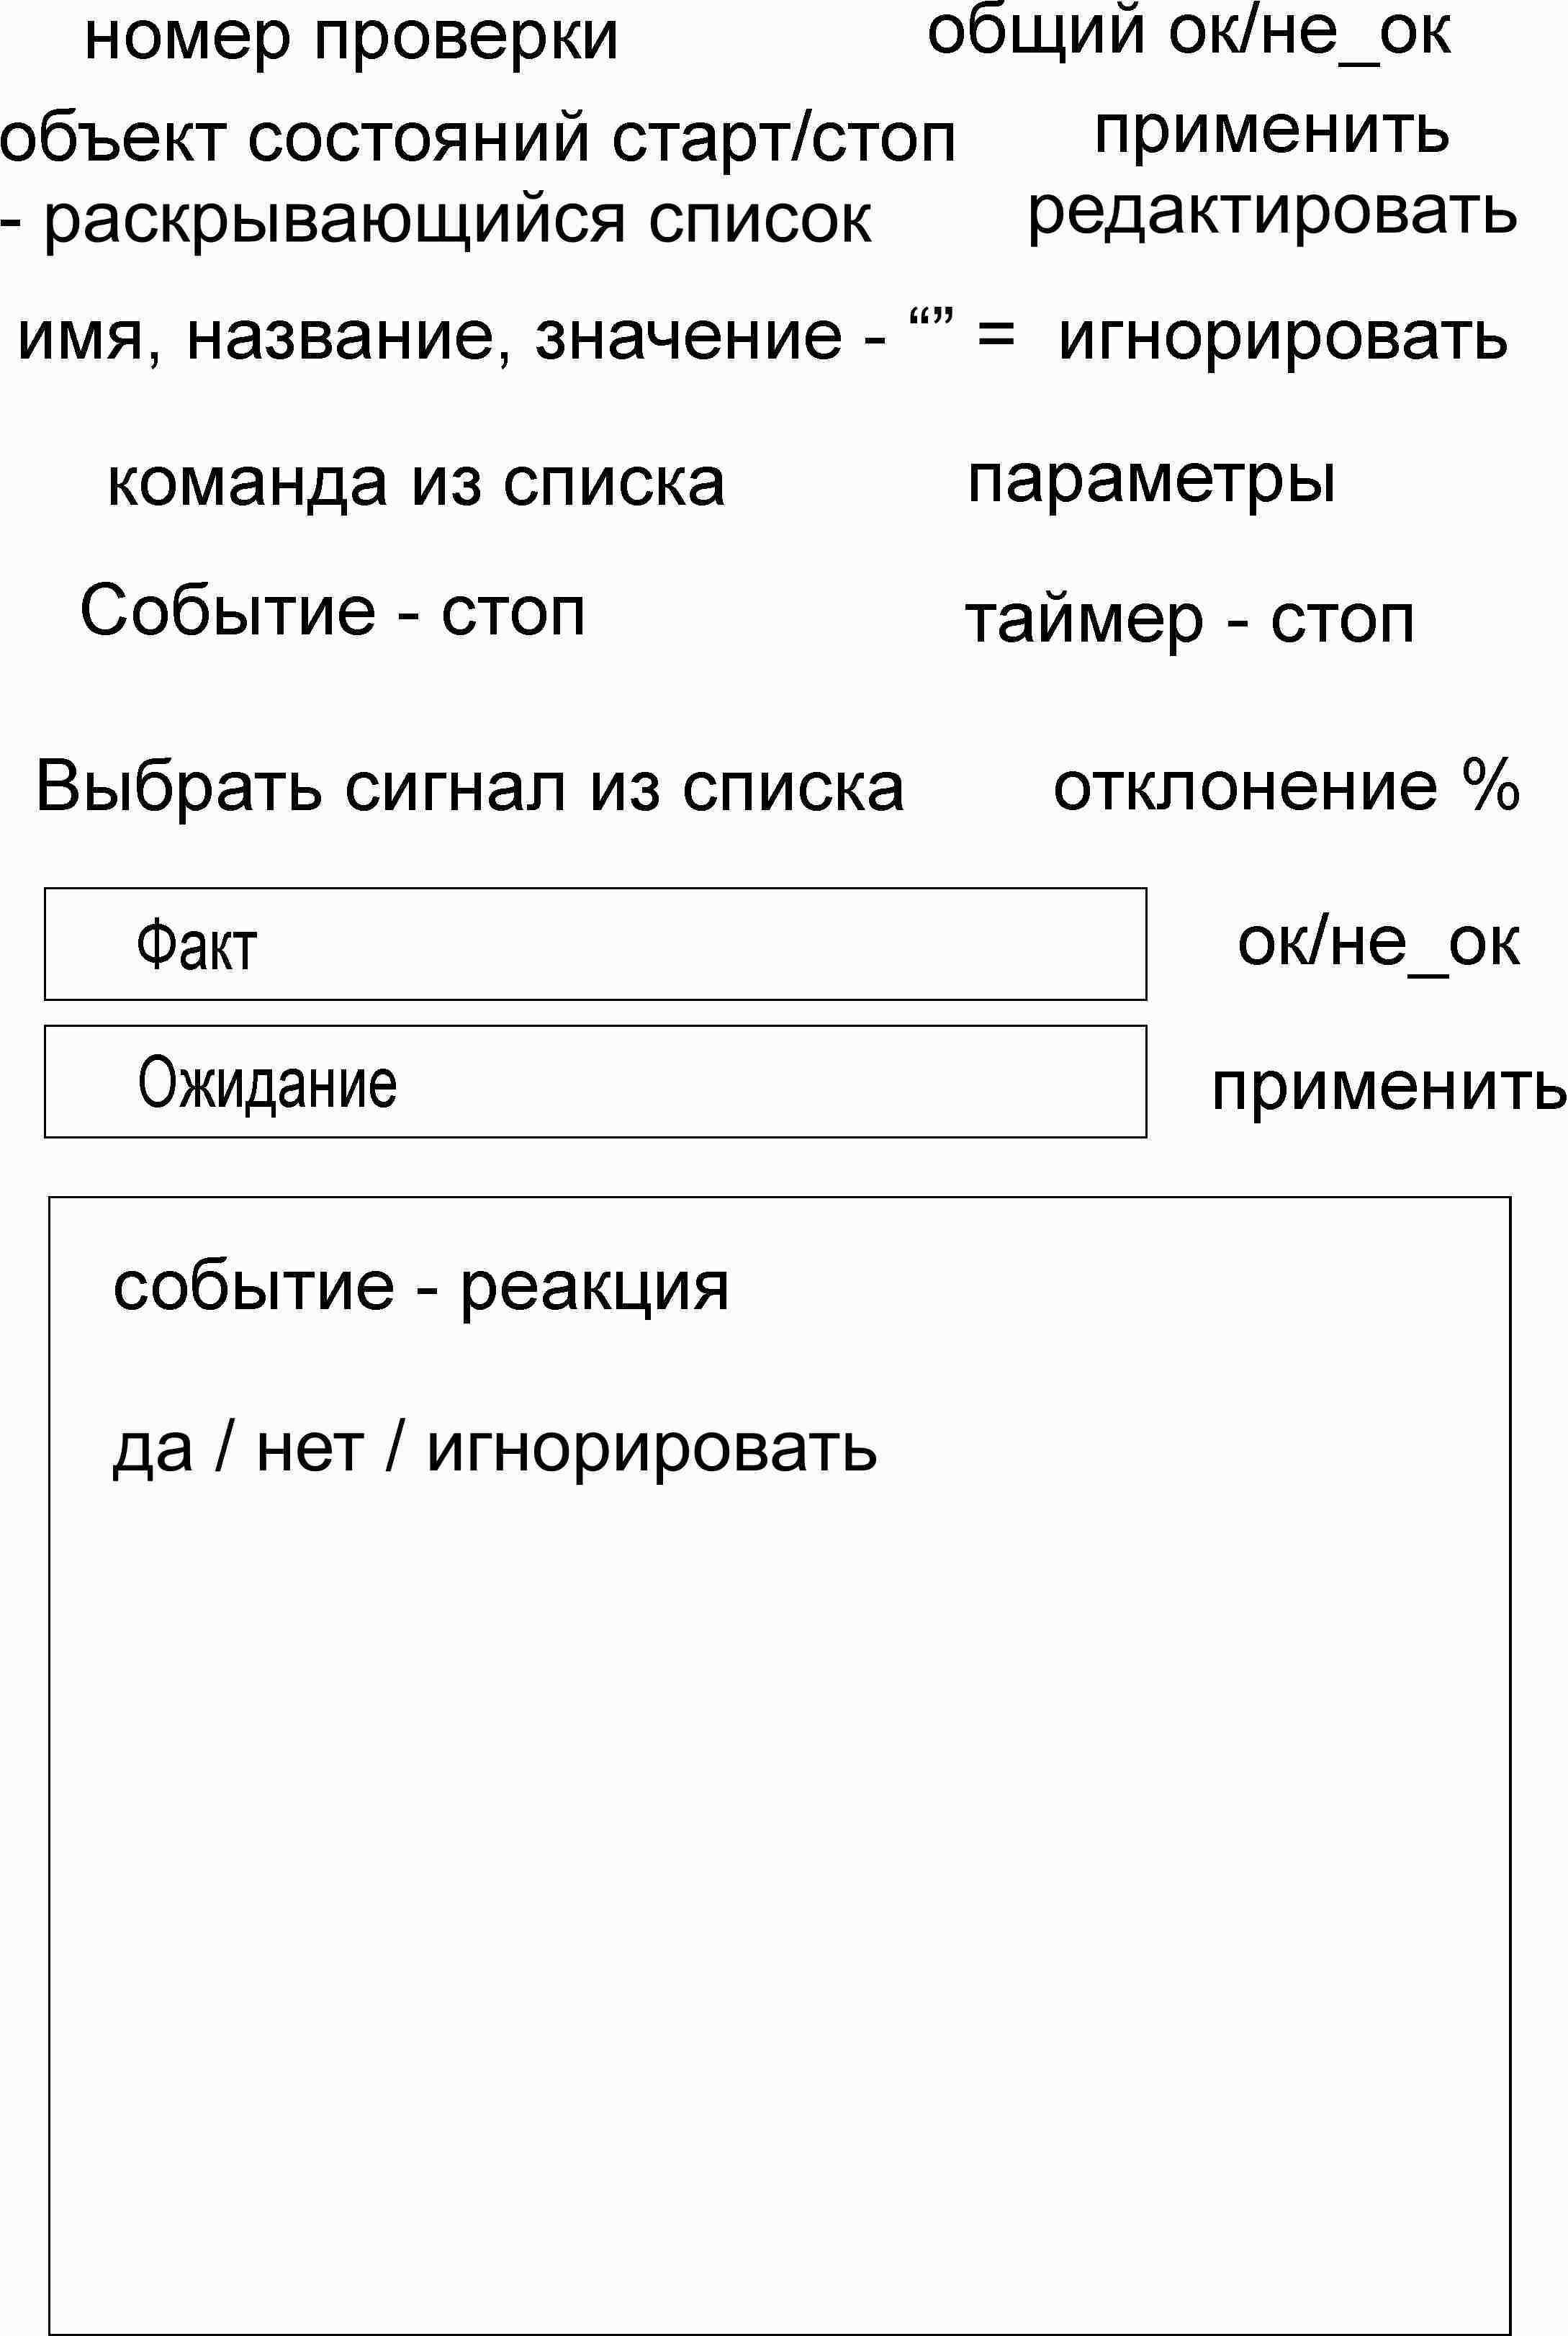 номер проверки общий ок/не_ок
объект состояний старт/стоп применить
- раскрывающийся список редактировать
имя, название, значение - “” = игнорировать
команда из списка параметры
Событие - стоп таймер - стоп
Выбрать сигнал из списка отклонение %
Факт ок/не_ок
Ожидание применить
событие - реакция
да / нет / игнорировать